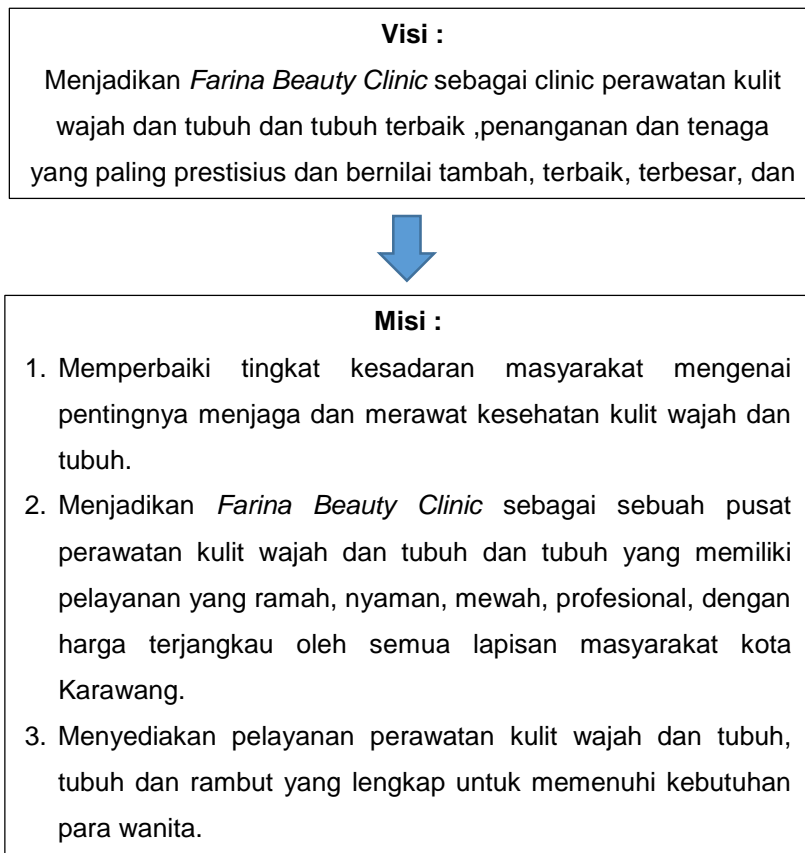 Visi :
Menjadikan Farina Beauty Clinic sebagai clinic perawatan kulit
wajah dan tubuh dan tubuh terbaik ,penanganan dan tenaga
yang paling prestisius dan bernilai tambah, terbaik, terbesar, dan
Misi :
1. Memperbaiki tingkat kesadaran masyarakat mengenai
pentingnya menjaga dan merawat kesehatan kulit wajah dan
tubuh.
2. Menjadikan Farina Beauty Clinic sebagai sebuah pusat
perawatan kulit wajah dan tubuh dan tubuh yang memiliki
pelayanan yang ramah, nyaman, mewah, profesional, dengan
harga terjangkau oleh semua lapisan masyarakat kota
Karawang.
3. Menyediakan pelayanan perawatan kulit wajah dan tubuh,
tubuh dan rambut yang lengkap untuk memenuhi kebutuhan
para wanita.